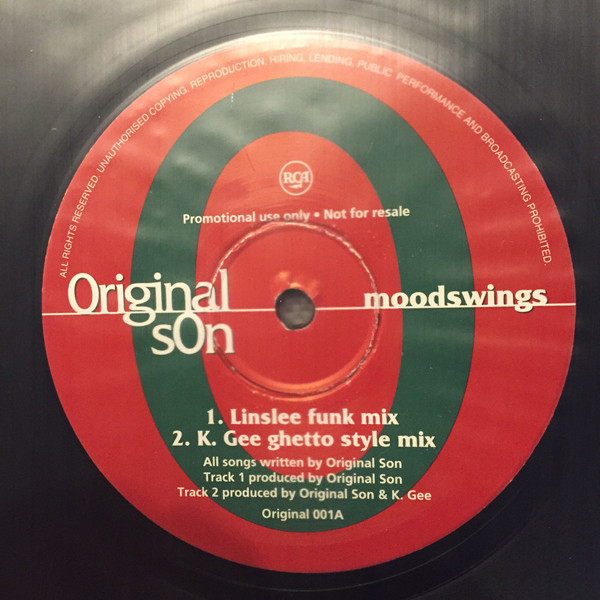 ALL RIGHTS RESERVED. UNAUTHORISED COPYING, REPRODUCTION, HIRING, LENDING, PUBLIC PERFORMANCE AND BROADCASTING PROHIBITED.
RCA
Promotional use only • Not for resale
Original sOn
moodswings
1. Linslee funk mix
2. K. Gee ghetto style mix
All songs written by Original Son
Track 1 produced by Original Son
Track 2 produced by Original Son & K. Gee
Original 001A